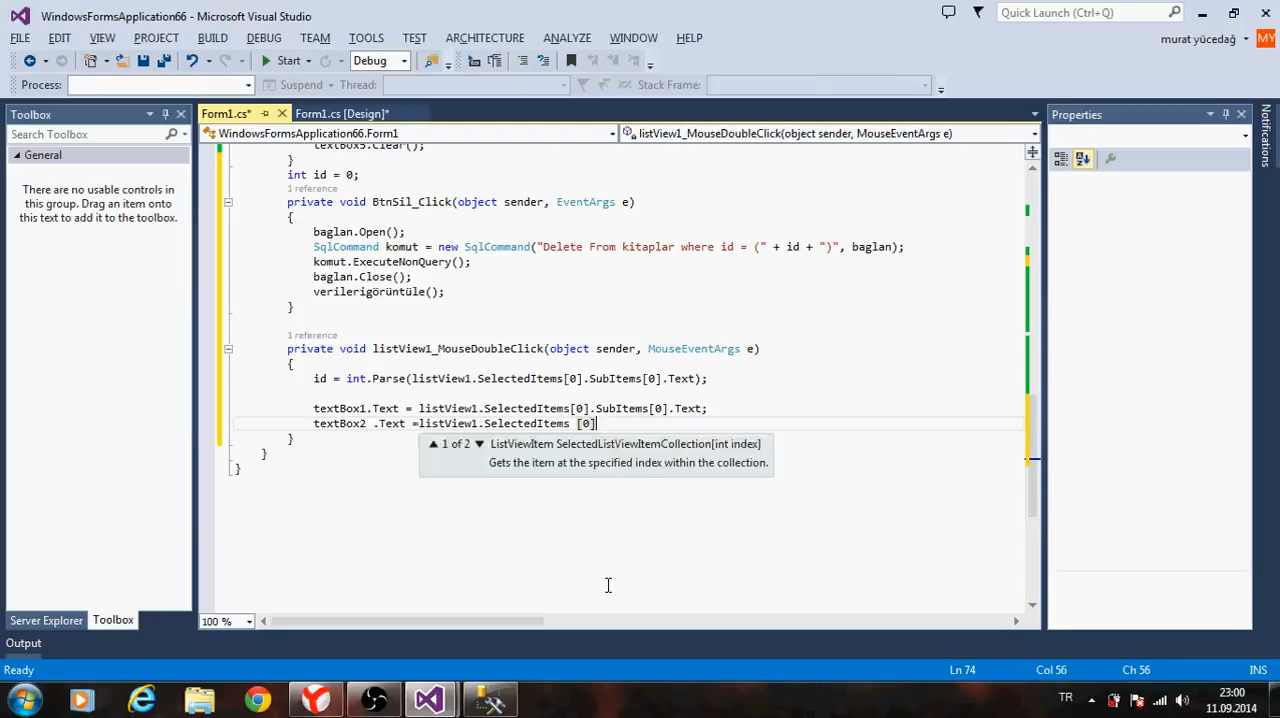 WindowsFormsApplication66 - Microsoft Visual Studio
Quick Launch (Ctrl+Q)
FILE EDIT VIEW PROJECT BUILD DEBUG TEAM TOOLS TEST ARCHITECTURE ANALYZE WINDOW HELP
murat yücedağ
MY
Start
Debug
Process:
Suspend
Thread:
Stack Frame:
Toolbox
Form1.cs*
Form1.cs [Design]*
Properties
Notifications
Search Toolbox
WindowsFormsApplication66.Form1
listView1_MouseDoubleClick(object sender, MouseEventArgs e)
General
There are no usable controls in
this group. Drag an item onto
this text to add it to the toolbox.
textBox5.Clear();
}
int id = 0;
1 reference
private void BtnSil_Click(object sender, EventArgs e)
{
baglan.Open();
SqlCommand komut = new SqlCommand("Delete From kitaplar where id = (" + id + ")", baglan);
komut.ExecuteNonQuery();
baglan.Close();
verilerigörüntüle();
}
1 reference
private void listView1_MouseDoubleClick(object sender, MouseEventArgs e)
{
id = int.Parse(listView1.SelectedItems[0].SubItems[0].Text);
textBox1.Text = listView1.SelectedItems[0].SubItems[0].Text;
textBox2 .Text =listView1.SelectedItems [0]
}
1 of 2 ListViewItem SelectedListViewItemCollection[int index]
Gets the item at the specified index within the collection.
}
}
Server Explorer
Toolbox
100 %
Output
Ready
Ln 74
Col 56
Ch 56
INS
TR
23:00
11.09.2014